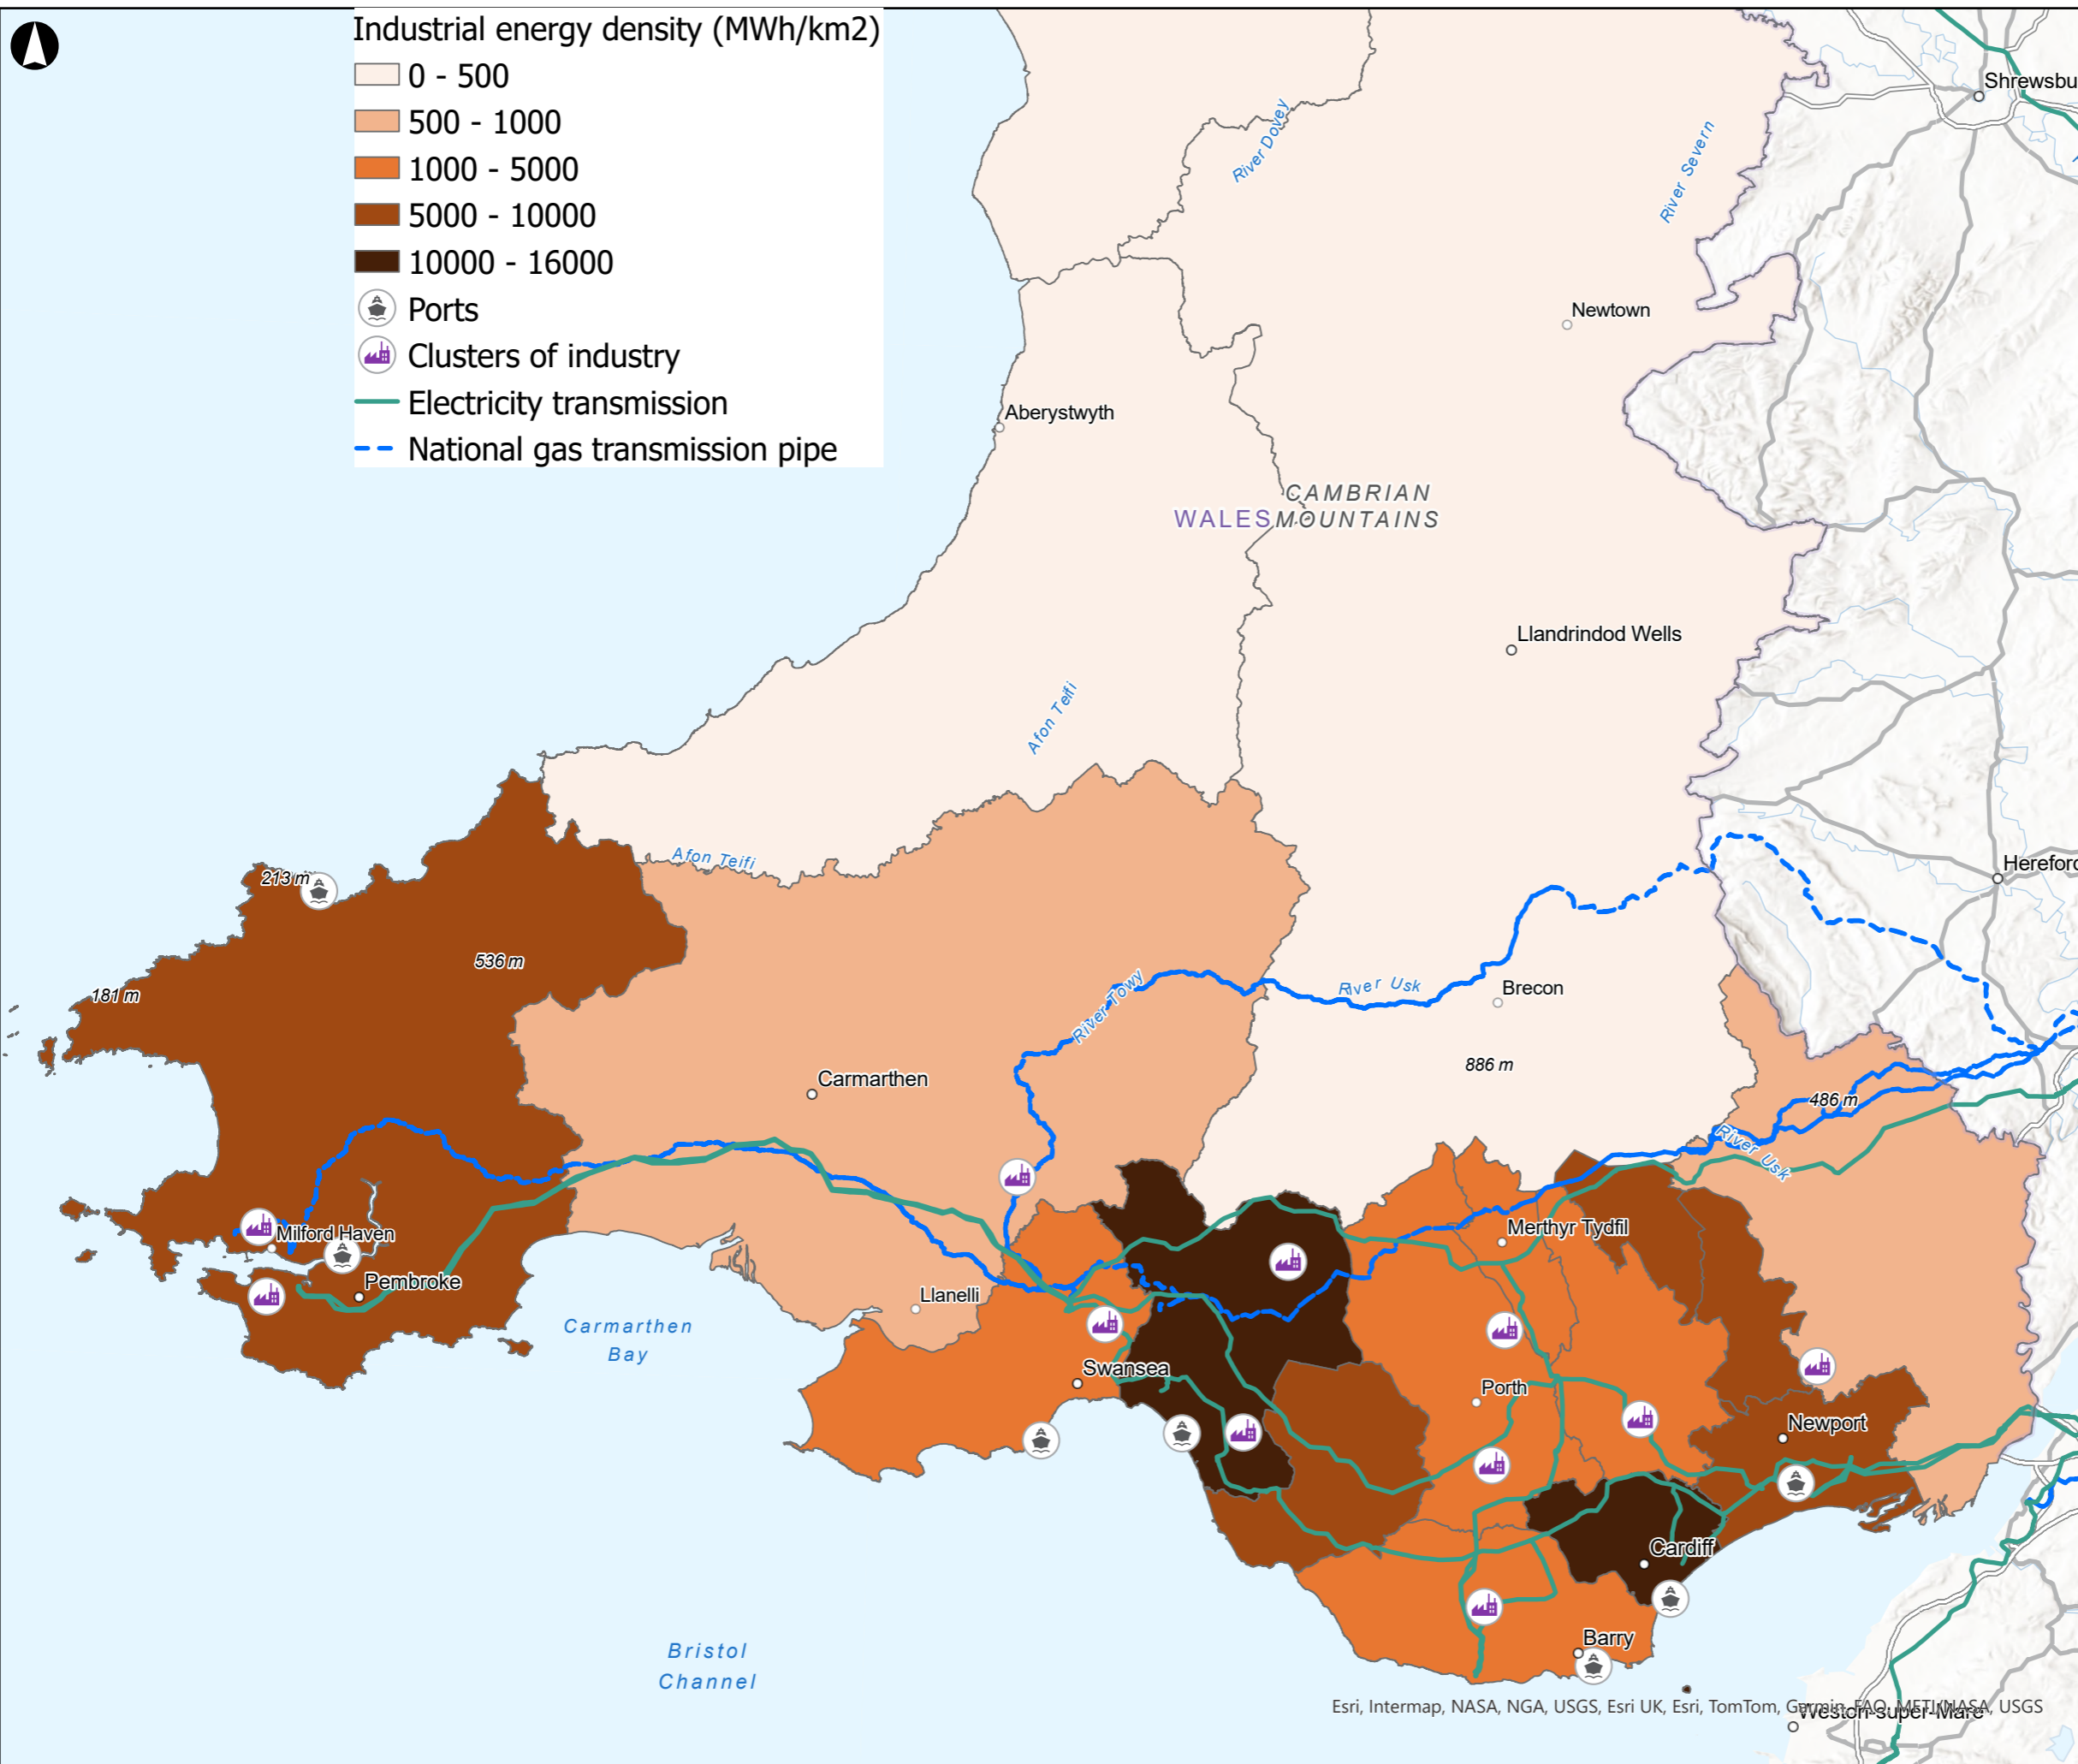 Industrial energy density (MWh/km2)
0 - 500
500 - 1000
1000 - 5000
5000 - 10000
10000 - 16000
Ports
Clusters of industry
Electricity transmission
National gas transmission pipe
Shrewsbu
River Dovey
River Severn
Newtown
Aberystwyth
CAMBRIAN
WALES MOUNTAINS
Llandrindod Wells
Afon Teifi
Afon Teifi
Hereford
213 m
536 m
181 m
River Towy
River Usk
Brecon
886 m
Carmarthen
486 m
River Usk
Milford Haven
Merthyr Tydfil
Pembroke
Llanelli
Carmarthen
Bay
Swansea
Porth
Newport
Cardiff
Barry
Bristol
Channel
Esri, Intermap, NASA, NGA, USGS, Esri UK, Esri, TomTom, Garmin, FAO, METI/NASA, USGS
Weston-super-Mare